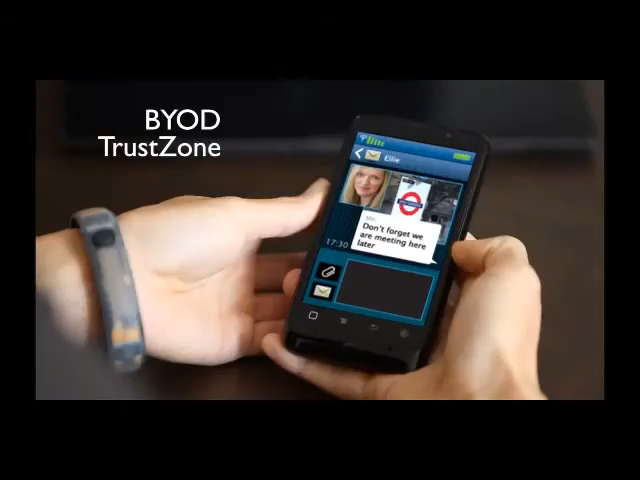 BYOD
TrustZone
Ellie
Don't forget we
are meeting here
later
17:30